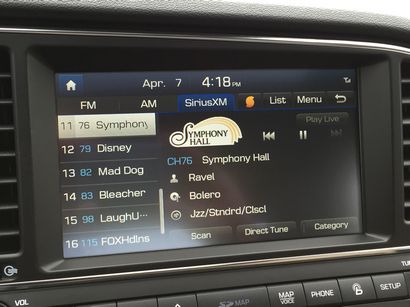 Apr. 7 4:18PM
FM AM SiriusXM List Menu
11 76 Symphony
Play Live
SYMPHONY HALL
12 79 Disney
CH76 Symphony Hall
13 82 Mad Dog
Ravel
14 83 Bleacher
Bolero
15 98 LaughU...
Jzz/Stndrd/Clscl
16 115 FOXHdlns
Scan Direct Tune Category
VOL
MAP MAP VOICE PHONE